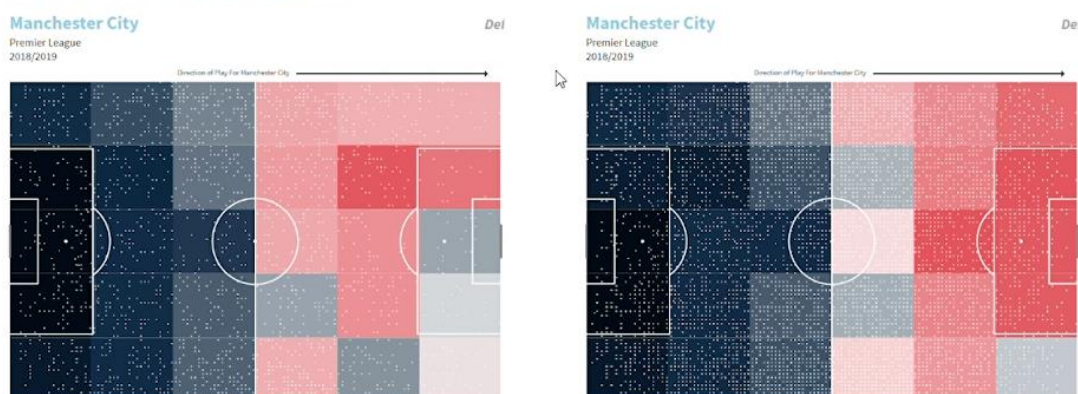 Manchester City
Del
Premier League
2018/2019
Direction of Play For Manchester City
Manchester City
De
Premier League
2018/2019
Direction of Play For Manchester City